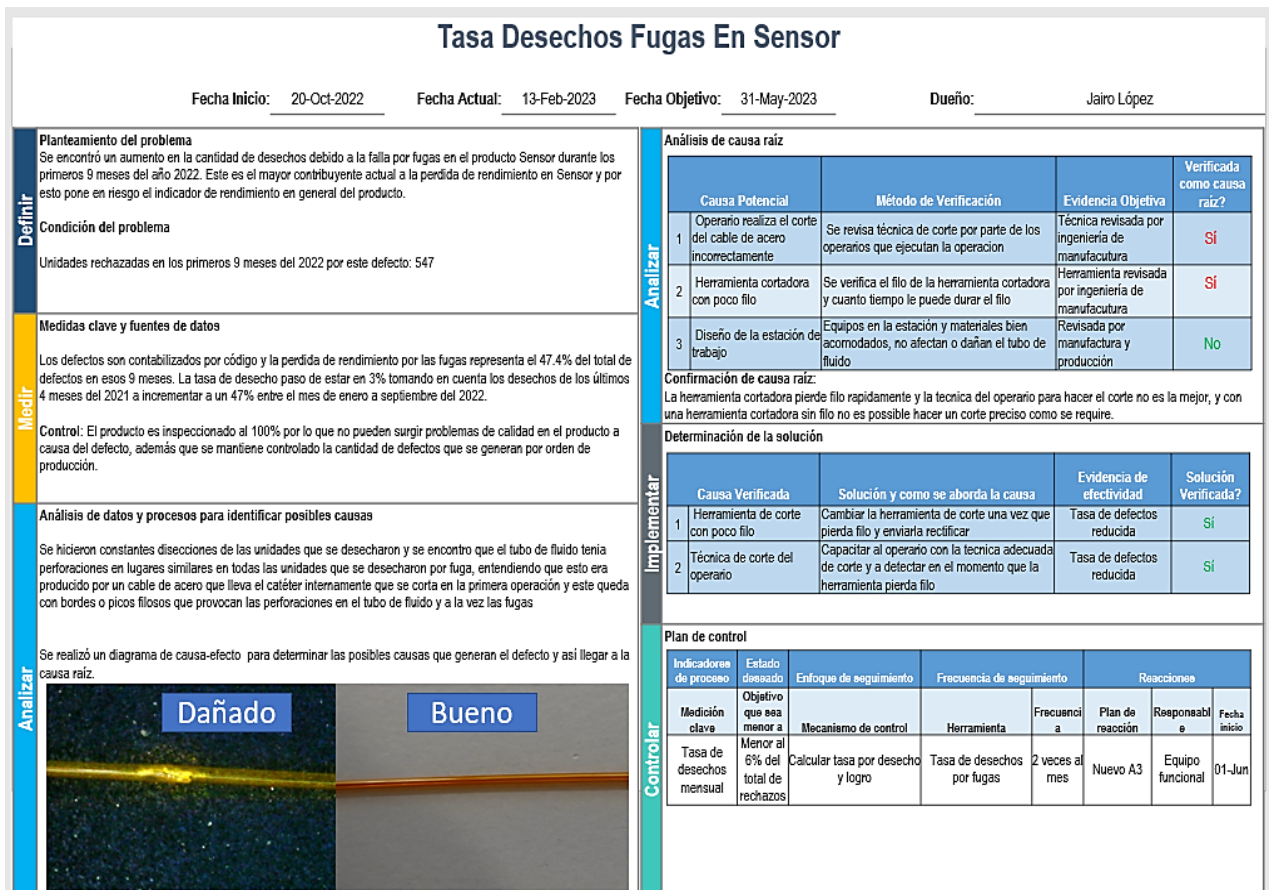 Tasa Desechos Fugas En Sensor
Fecha Inicio: 20-Oct-2022 Fecha Actual: 13-Feb-2023 Fecha Objetivo: 31-May-2023 Dueño: Jairo López
Definir
Planteamiento del problema
Se encontró un aumento en la cantidad de desechos debido a la falla por fugas en el producto Sensor durante los
primeros 9 meses del año 2022. Este es el mayor contribuyente actual a la perdida de rendimiento en Sensor y por
esto pone en riesgo el indicador de rendimiento en general del producto.
Condición del problema
Unidades rechazadas en los primeros 9 meses del 2022 por este defecto: 547
Medir
Medidas clave y fuentes de datos
Los defectos son contabilizados por código y la perdida de rendimiento por las fugas representa el 47.4% del total de
defectos en esos 9 meses. La tasa de desecho paso de estar en 3% tomando en cuenta los desechos de los últimos
4 meses del 2021 a incrementar a un 47% entre el mes de enero a septiembre del 2022.
Control: El producto es inspeccionado al 100% por lo que no pueden surgir problemas de calidad en el producto a
causa del defecto, además que se mantiene controlado la cantidad de defectos que se generan por orden de
producción.
Analizar
Análisis de datos y procesos para identificar posibles causas
Se hicieron constantes disecciones de las unidades que se desecharon y se encontro que el tubo de fluido tenia
perforaciones en lugares similares en todas las unidades que se desecharon por fuga, entendiendo que esto era
producido por un cable de acero que lleva el catéter internamente que se corta en la primera operación y este queda
con bordes o picos filosos que provocan las perforaciones en el tubo de fluido y a la vez las fugas
Se realizó un diagrama de causa-efecto para determinar las posibles causas que generan el defecto y así llegar a la
causa raíz.
Dañado
Bueno
Analizar
Análisis de causa raíz
Causa Potencial
Método de Verificación
Evidencia Objetiva
Verificada
como causa
raíz?
1
Operario realiza el corte
del cable de acero
incorrectamente
Se revisa técnica de corte por parte de los
operarios que ejecutan la operacion
Técnica revisada por
ingeniería de
manufacutura
Sí
2
Herramienta cortadora
con poco filo
Se verifica el filo de la herramienta cortadora
y cuanto tiempo le puede durar el filo
Herramienta revisada
por ingeniería de
manufacutura
Sí
3
Diseño de la estación de
trabajo
Equipos en la estación y materiales bien
acomodados, no afectan o dañan el tubo de
fluido
Revisada por
manufactura y
producción
No
Confirmación de causa raíz:
La herramienta cortadora pierde filo rapidamente y la tecnica del operario para hacer el corte no es la mejor, y con
una herramienta cortadora sin filo no es possible hacer un corte preciso como se require.
Implementar
Determinación de la solución
Causa Verificada
Solución y como se aborda la causa
Evidencia de
efectividad
Solución
Verificada?
1
Herramienta de corte
con poco filo
Cambiar la herramienta de corte una vez que
pierda filo y enviarla rectificar
Tasa de defectos
reducida
Sí
2
Técnica de corte del
operario
Capacitar al operario con la tecnica adecuada
de corte y a detectar en el momento que la
herramienta pierda filo
Tasa de defectos
reducida
Sí
Controlar
Plan de control
Indicadores
de proceso
Estado
deseado
Enfoque de seguimiento
Frecuencia de seguimiento
Reacciones
Medición
clave
Objetivo
que sea
menor a
Mecanismo de control
Herramienta
Frecuenci
a
Plan de
reacción
Responsabl
e
Fecha
inicio
Tasa de
desechos
mensual
Menor al
6% del
total de
rechazos
Calcular tasa por desecho
y logro
Tasa de desechos
por fugas
2 veces al
mes
Nuevo A3
Equipo
funcional
01-Jun